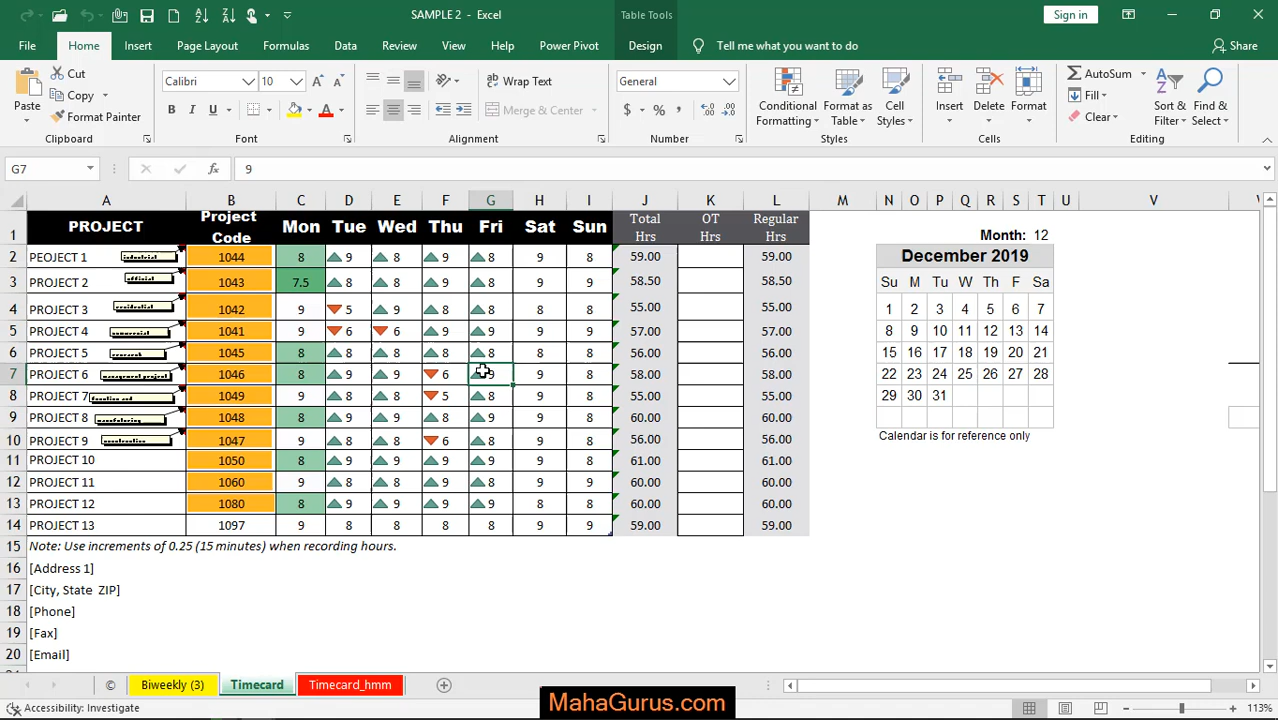 SAMPLE 2 - Excel
Table Tools
Sign in
File Home Insert Page Layout Formulas Data Review View Help Power Pivot Design Tell me what you want to do Share
Paste
Cut
Copy
Format Painter
Clipboard
Calibri 10
B I U
Font
Wrap Text
Merge & Center
Alignment
General
$ % ,
Number
Conditional Formatting
Format as Table
Cell Styles
Styles
Insert Delete Format
Cells
AutoSum
Fill
Clear
Sort & Filter
Find & Select
Editing
G7 9
A B C D E F G H I J K L M N O P Q R S T U V
1 PROJECT Project Code Mon Tue Wed Thu Fri Sat Sun Total Hrs OT Hrs Regular Hrs
2 PEOJECT 1 1044 8 9 8 9 8 9 8 59.00 59.00
3 PROJECT 2 1043 7.5 8 8 8 8 9 9 58.50 58.50
4 PROJECT 3 1042 9 5 9 8 8 8 8 55.00 55.00
5 PROJECT 4 1041 9 6 6 9 9 9 9 57.00 57.00
6 PROJECT 5 1045 8 8 8 8 8 8 8 56.00 56.00
7 PROJECT 6 1046 8 9 9 6 9 9 8 58.00 58.00
8 PROJECT 7 1049 9 8 8 5 8 9 8 55.00 55.00
9 PROJECT 8 1048 8 9 9 9 8 9 8 60.00 60.00
10 PROJECT 9 1047 9 8 8 6 8 9 8 56.00 56.00
11 PROJECT 10 1050 8 9 9 9 9 9 8 61.00 61.00
12 PROJECT 11 1060 9 8 9 8 9 9 8 60.00 60.00
13 PROJECT 12 1080 8 9 9 9 9 8 8 60.00 60.00
14 PROJECT 13 1097 9 8 8 8 8 9 9 59.00 59.00
15 Note: Use increments of 0.25 (15 minutes) when recording hours.
16 [Address 1]
17 [City, State ZIP]
18 [Phone]
19 [Fax]
20 [Email]
Month: 12
December 2019
Su M Tu W Th F Sa
1 2 3 4 5 6 7
8 9 10 11 12 13 14
15 16 17 18 19 20 21
22 23 24 25 26 27 28
29 30 31
Calendar is for reference only
© Biweekly (3) Timecard Timecard_hmm
Accessibility: Investigate
MahaGurus.com
113%